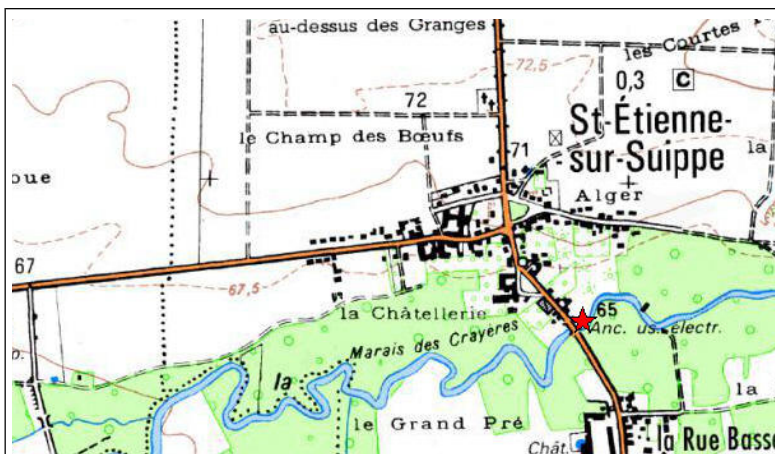 au-dessus des Granges
les Courtes
72,5
0,3 C
72
St-Étienne-
sur-Suippe
le Champ des Bœufs
71
la
oue
Alger
67
67,5
la Châtellerie
65
Anc. us. électr.
Marais des Crayères
b.
la
la
le Grand Pré
Chât.
la Rue Basse